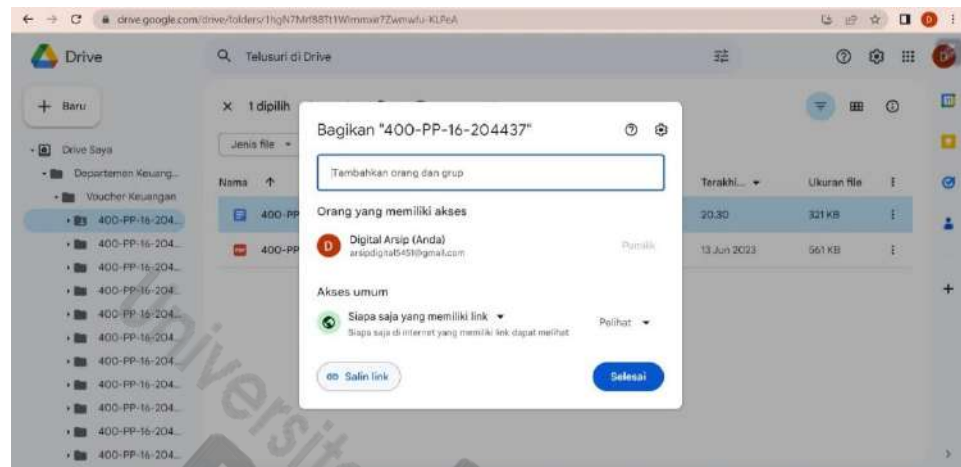 drive.google.com/drive/folders/1hgN7Mrf88Tt1Wimmxe7Zwmwfu-KLPeA
Drive
Telusuri di Drive
Baru
1 dipilih
Drive Saya
Jenis file
Departemen Keuang...
Voucher Keuangan
400-PP-16-204...
400-PP-16-204...
400-PP-16-204...
400-PP-16-204...
400-PP-16-204...
400-PP-16-204...
400-PP-16-204...
400-PP-16-204...
400-PP-16-204...
400-PP-16-204...
400-PP-16-204...
Nama
Terakhi...
Ukuran file
400-PP
20.30
321 KB
400-PP
13 Jun 2023
561 KB
Bagikan "400-PP-16-204437"
Tambahkan orang dan grup
Orang yang memiliki akses
D
Digital Arsip (Anda)
arsipdigital5451@gmail.com
Pemilik
Akses umum
Siapa saja yang memiliki link
Siapa saja di internet yang memiliki link dapat melihat
Pelihat
Salin link
Selesai
Universita